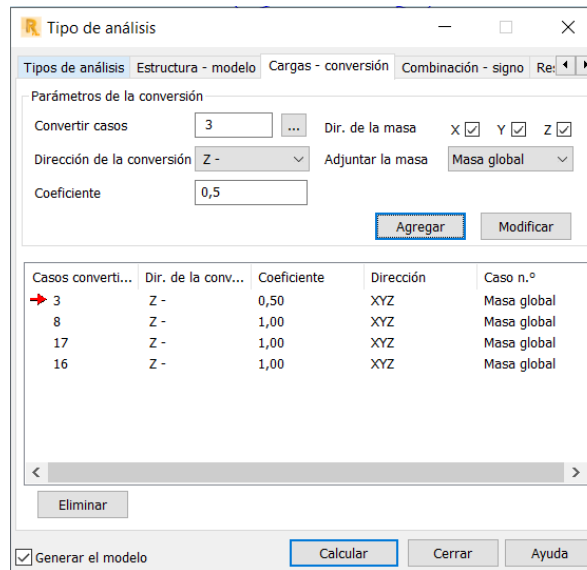 Tipo de análisis
Tipos de análisis Estructura - modelo Cargas - conversión Combinación - signo Re:
Parámetros de la conversión
Convertir casos 3 ... Dir. de la masa X Y Z
Dirección de la conversión Z - Adjuntar la masa Masa global
Coeficiente 0,5
Agregar Modificar
Casos converti... Dir. de la conv... Coeficiente Dirección Caso n.º
3 Z - 0,50 XYZ Masa global
8 Z - 1,00 XYZ Masa global
17 Z - 1,00 XYZ Masa global
16 Z - 1,00 XYZ Masa global
Eliminar
Generar el modelo Calcular Cerrar Ayuda